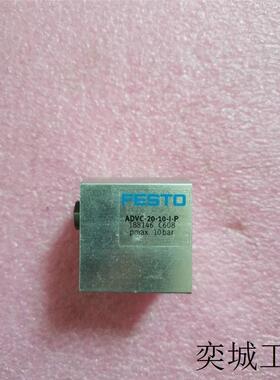 FESTO
ADVC-20-10-I-P
188146 C608
pmax. 10bar
奕城工